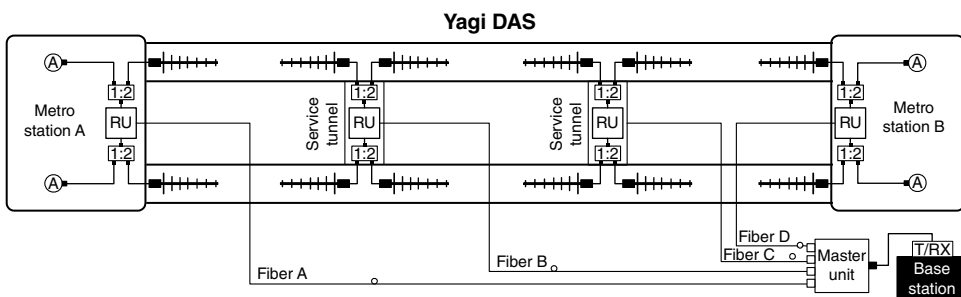 Yagi DAS
A
A
1:2
1:2
1:2
1:2
Metro
station A
RU
Service
tunnel
RU
Service
tunnel
RU
RU
Metro
station B
1:2
1:2
1:2
1:2
A
A
Fiber D
Fiber C
Fiber B
Fiber A
Master
unit
T/RX
Base
station